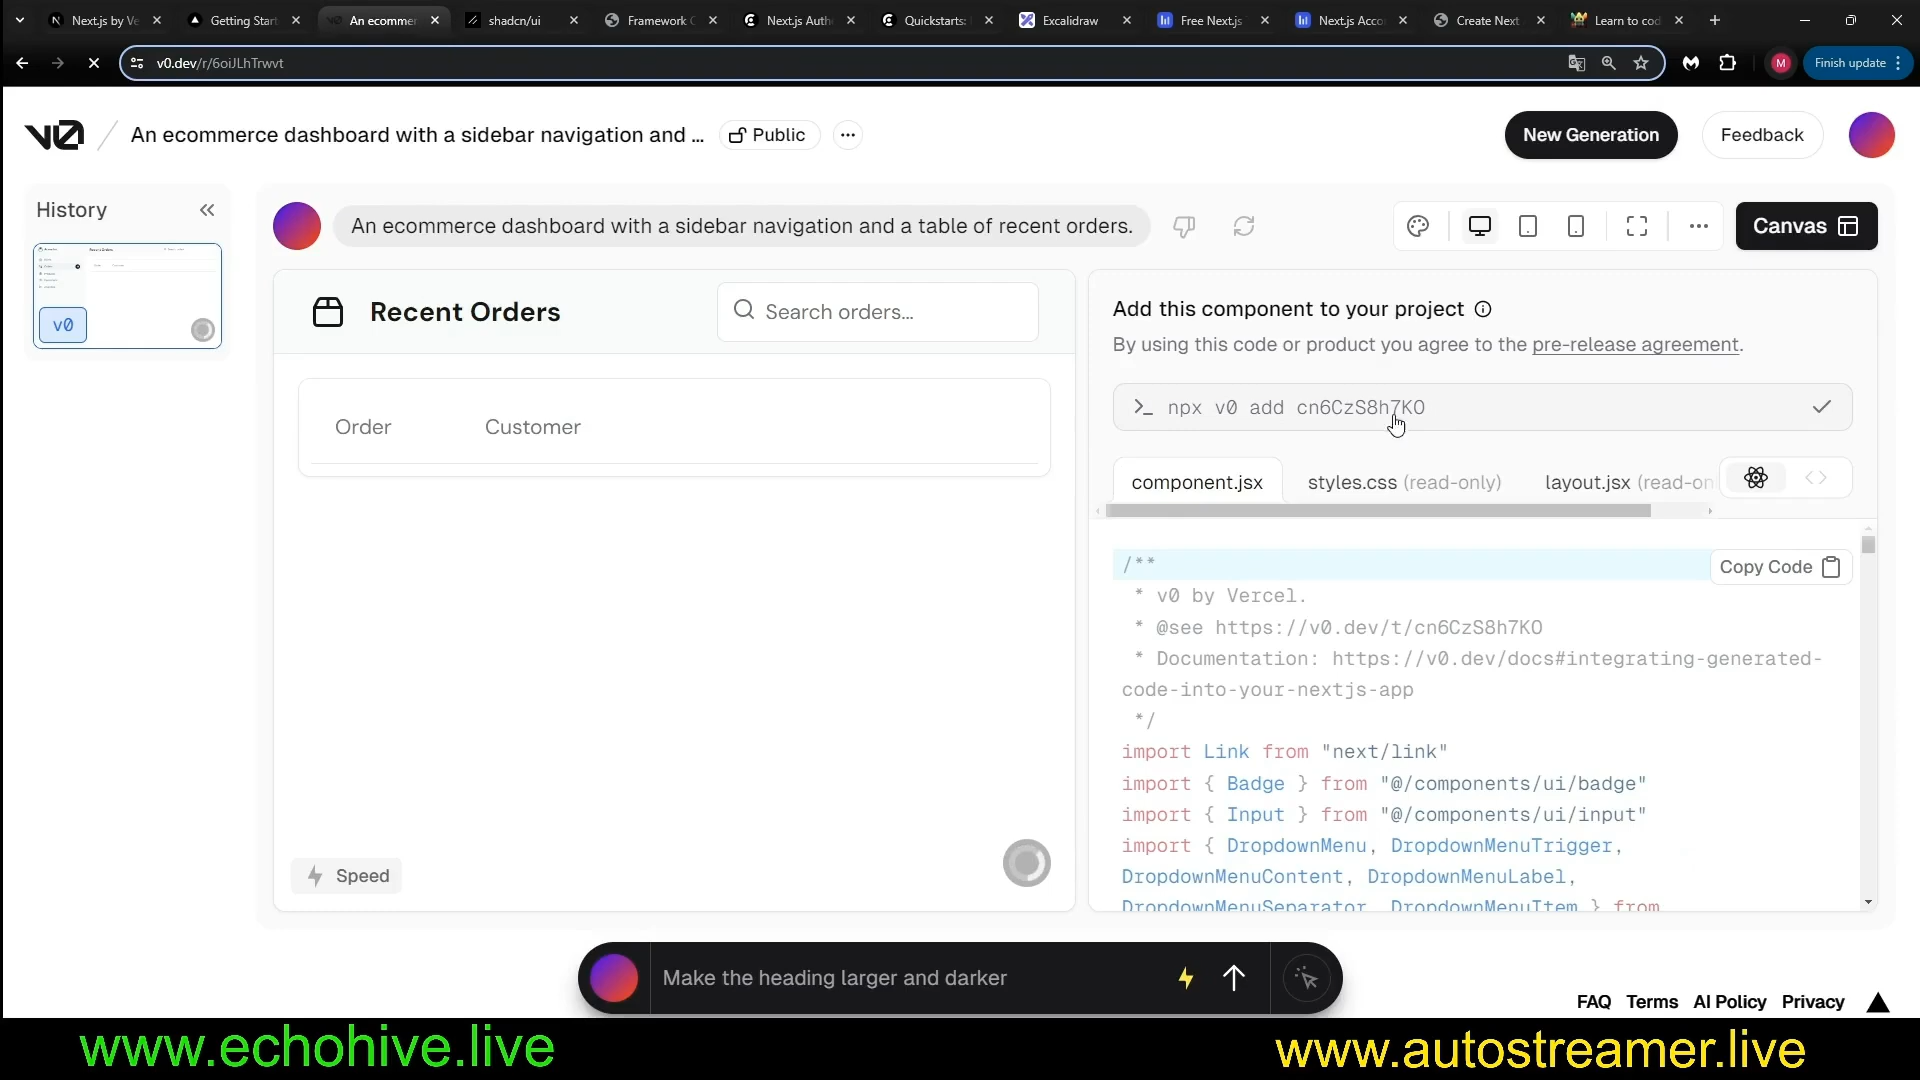 Next.js by Ve
Getting Star
An ecommer
shadcn/ui
Framework
Next.js Auth
Quickstarts:
Excalidraw
Free Next.js
Next.js Acco
Create Next
Learn to cod
v0.dev/r/6oiJLhTrwvt
M
Finish update
v0
An ecommerce dashboard with a sidebar navigation and ...
Public
New Generation
Feedback
History
v0
An ecommerce dashboard with a sidebar navigation and a table of recent orders.
Canvas
Recent Orders
Search orders...
Order
Customer
Speed
Add this component to your project
By using this code or product you agree to the pre-release agreement.
npx v0 add cn6CzS8h7KO
component.jsx
styles.css (read-only)
layout.jsx (read-on
Copy Code
/**
* v0 by Vercel.
* @see https://v0.dev/t/cn6CzS8h7KO
* Documentation: https://v0.dev/docs#integrating-generated-
code-into-your-nextjs-app
*/
import Link from "next/link"
import { Badge } from "@/components/ui/badge"
import { Input } from "@/components/ui/input"
import { DropdownMenu, DropdownMenuTrigger,
DropdownMenuContent, DropdownMenuLabel,
DropdownMenuSeparator, DropdownMenuItem } from
Make the heading larger and darker
FAQ Terms AI Policy Privacy
www.echohive.live
www.autostreamer.live